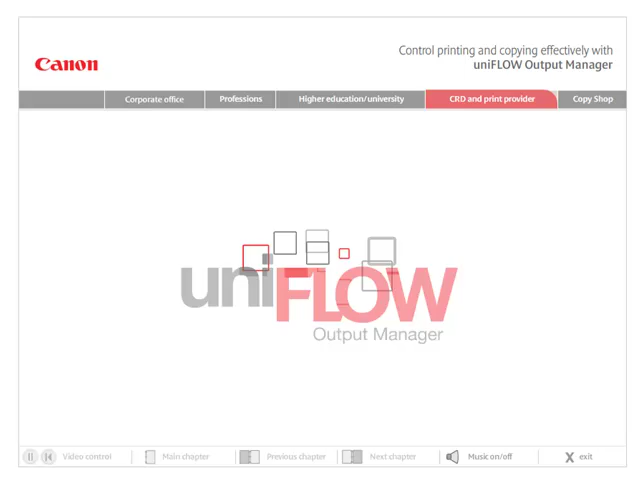 Control printing and copying effectively with
Canon
uniFLOW Output Manager
Corporate office Professions Higher education/university CRD and print provider Copy Shop
uniFLOW
Output Manager
Video control Main chapter Previous chapter Next chapter Music on/off X exit